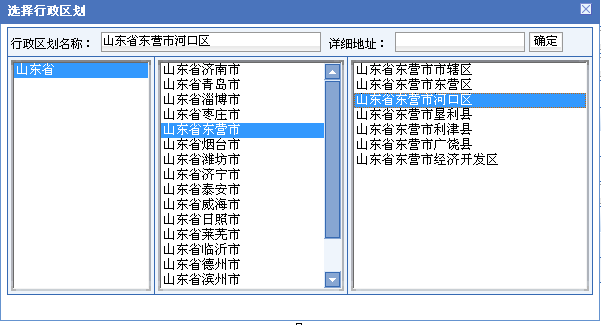 选择行政区划
行政区划名称： 山东省东营市河口区 详细地址： 确定
山东省
山东省济南市
山东省青岛市
山东省淄博市
山东省枣庄市
山东省东营市
山东省烟台市
山东省潍坊市
山东省济宁市
山东省泰安市
山东省威海市
山东省日照市
山东省莱芜市
山东省临沂市
山东省德州市
山东省滨州市
山东省东营市市辖区
山东省东营市东营区
山东省东营市河口区
山东省东营市垦利县
山东省东营市利津县
山东省东营市广饶县
山东省东营市经济开发区